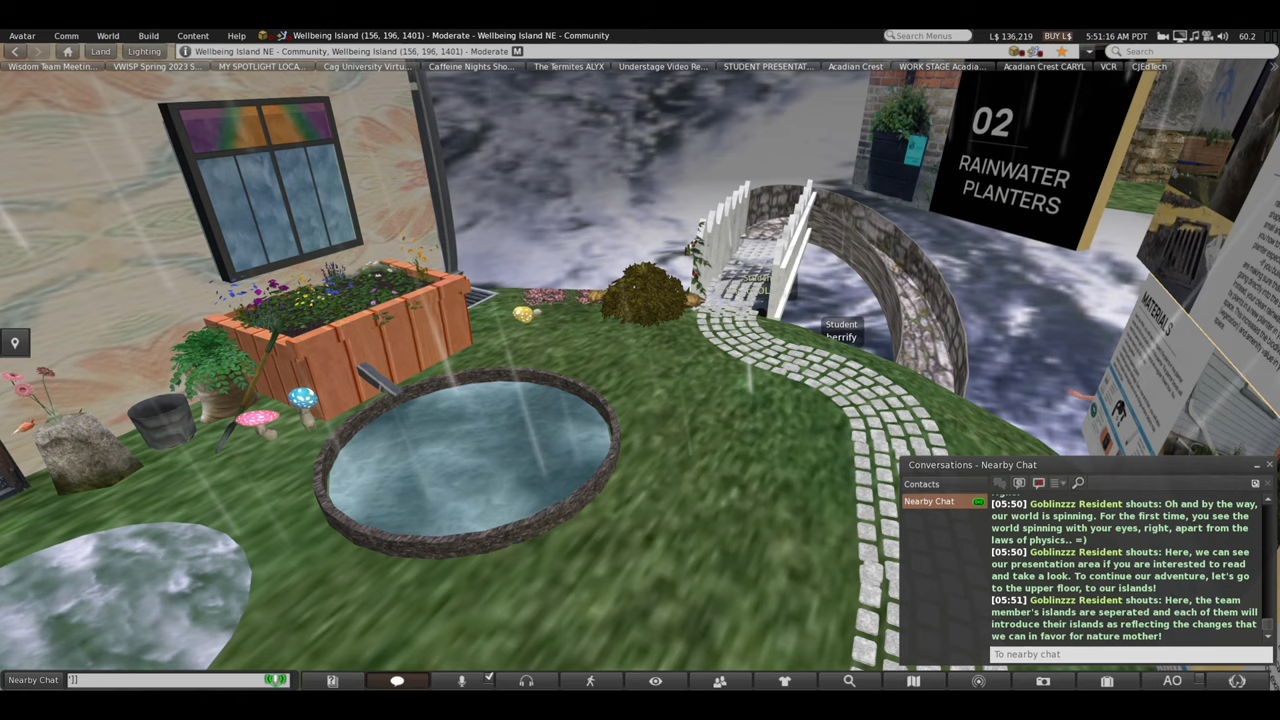 Avatar Comm World Build Content Help Wellbeing Island NE (156, 196, 1401) - Moderate - Wellbeing Island NE - Community Search Menus L$ 136,219 BUY L$ 5:51:16 AM PDT 60.2
Land Lighting Wellbeing Island NE - Community, Wellbeing Island NE (156, 196, 1401) - Moderate M Search
Wisdom Team Meetin... VWISP Spring 2023 S... MY SPOTLIGHT LOCA... Cag University Virtu... Caffeine Nights Sho... The Termites ALYX Understage Video Re... STUDENT PRESENTAT... Acadian Crest WORK STAGE Acadia... Acadian Crest CARYL VCR CJEdTech
02
RAINWATER
PLANTERS
MATERIALS
Student
berrify
Conversations - Nearby Chat
Contacts
Nearby Chat
[05:50] Goblinzzz Resident shouts: Oh and by the way,
our world is spinning. For the first time, you see the
world spinning with your eyes, right, apart from the
laws of physics.. =)
[05:50] Goblinzzz Resident shouts: Here, we can see
our presentation area if you are interested to read
and take a look. To continue our adventure, let's go
to the upper floor, to our islands!
[05:51] Goblinzzz Resident shouts: Here, the team
member's islands are seperated and each of them will
introduce their islands as reflecting the changes that
we can in favor for nature mother!
To nearby chat
Nearby Chat ']]
AO